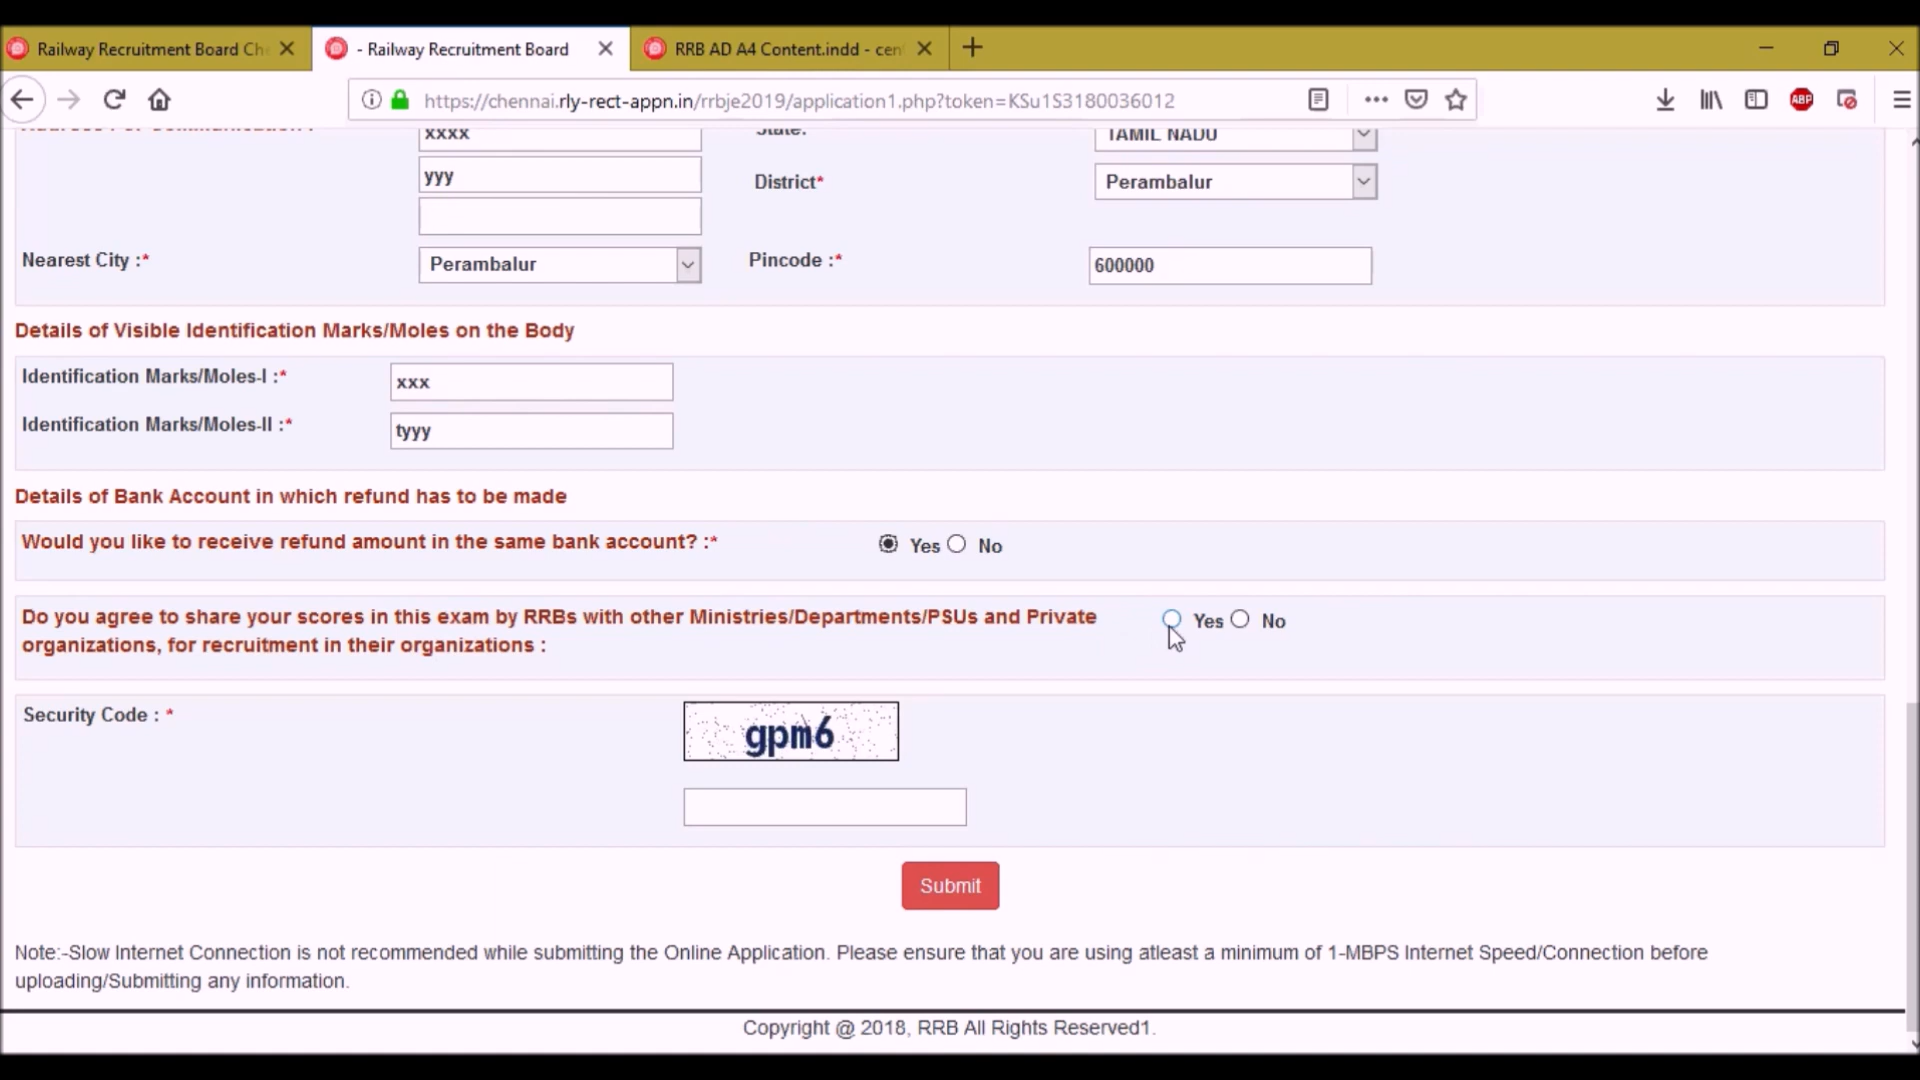 Railway Recruitment Board Che
- Railway Recruitment Board
RRB AD A4 Content.indd - cen
https://chennai.rly-rect-appn.in/rrbje2019/application1.php?token=KSu1S3180036012
ABP
xxxx
State:
TAMIL NADU
yyy
District*
Perambalur
Nearest City :*
Perambalur
Pincode :*
600000
Details of Visible Identification Marks/Moles on the Body
Identification Marks/Moles-I :*
xxx
Identification Marks/Moles-II :*
tyyy
Details of Bank Account in which refund has to be made
Would you like to receive refund amount in the same bank account? :*
Yes No
Do you agree to share your scores in this exam by RRBs with other Ministries/Departments/PSUs and Private
organizations, for recruitment in their organizations :
Yes No
Security Code : *
gpm6
Submit
Note:-Slow Internet Connection is not recommended while submitting the Online Application. Please ensure that you are using atleast a minimum of 1-MBPS Internet Speed/Connection before
uploading/Submitting any information.
Copyright @ 2018, RRB All Rights Reserved1.